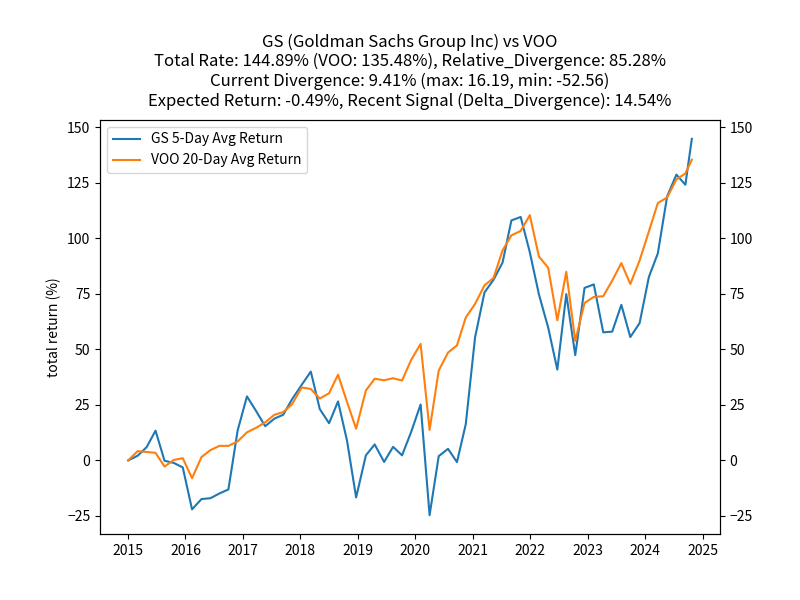 GS (Goldman Sachs Group Inc) vs VOO
Total Rate: 144.89% (VOO: 135.48%), Relative_Divergence: 85.28%
Current Divergence: 9.41% (max: 16.19, min: -52.56)
Expected Return: -0.49%, Recent Signal (Delta_Divergence): 14.54%
GS 5-Day Avg Return
VOO 20-Day Avg Return
total return (%)
150
125
100
75
50
25
0
−25
150
125
100
75
50
25
0
−25
2015 2016 2017 2018 2019 2020 2021 2022 2023 2024 2025